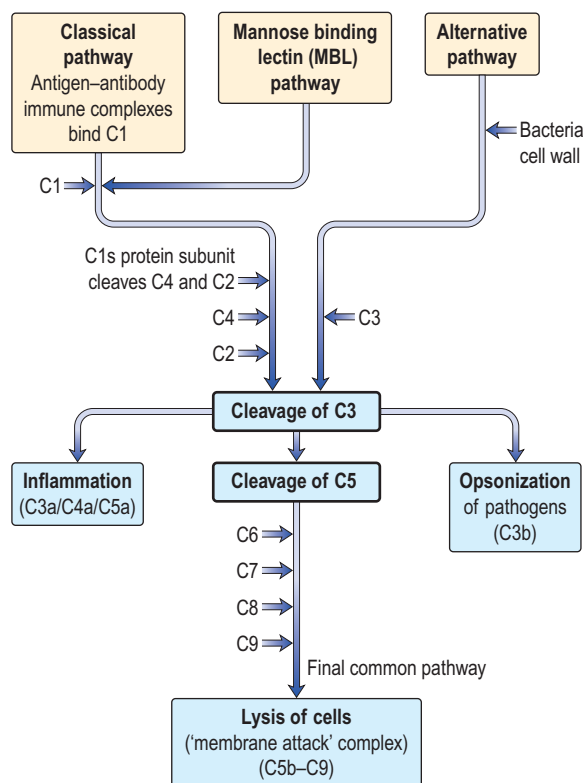 Classical
pathway
Antigen–antibody
immune complexes
bind C1
Mannose binding
lectin (MBL)
pathway
Alternative
pathway
Bacteria
cell wall
C1
C1s protein subunit
cleaves C4 and C2
C4
C3
C2
Cleavage of C3
Inflammation
(C3a/C4a/C5a)
Cleavage of C5
Opsonization
of pathogens
(C3b)
C6
C7
C8
C9
Final common pathway
Lysis of cells
(‘membrane attack’ complex)
(C5b–C9)